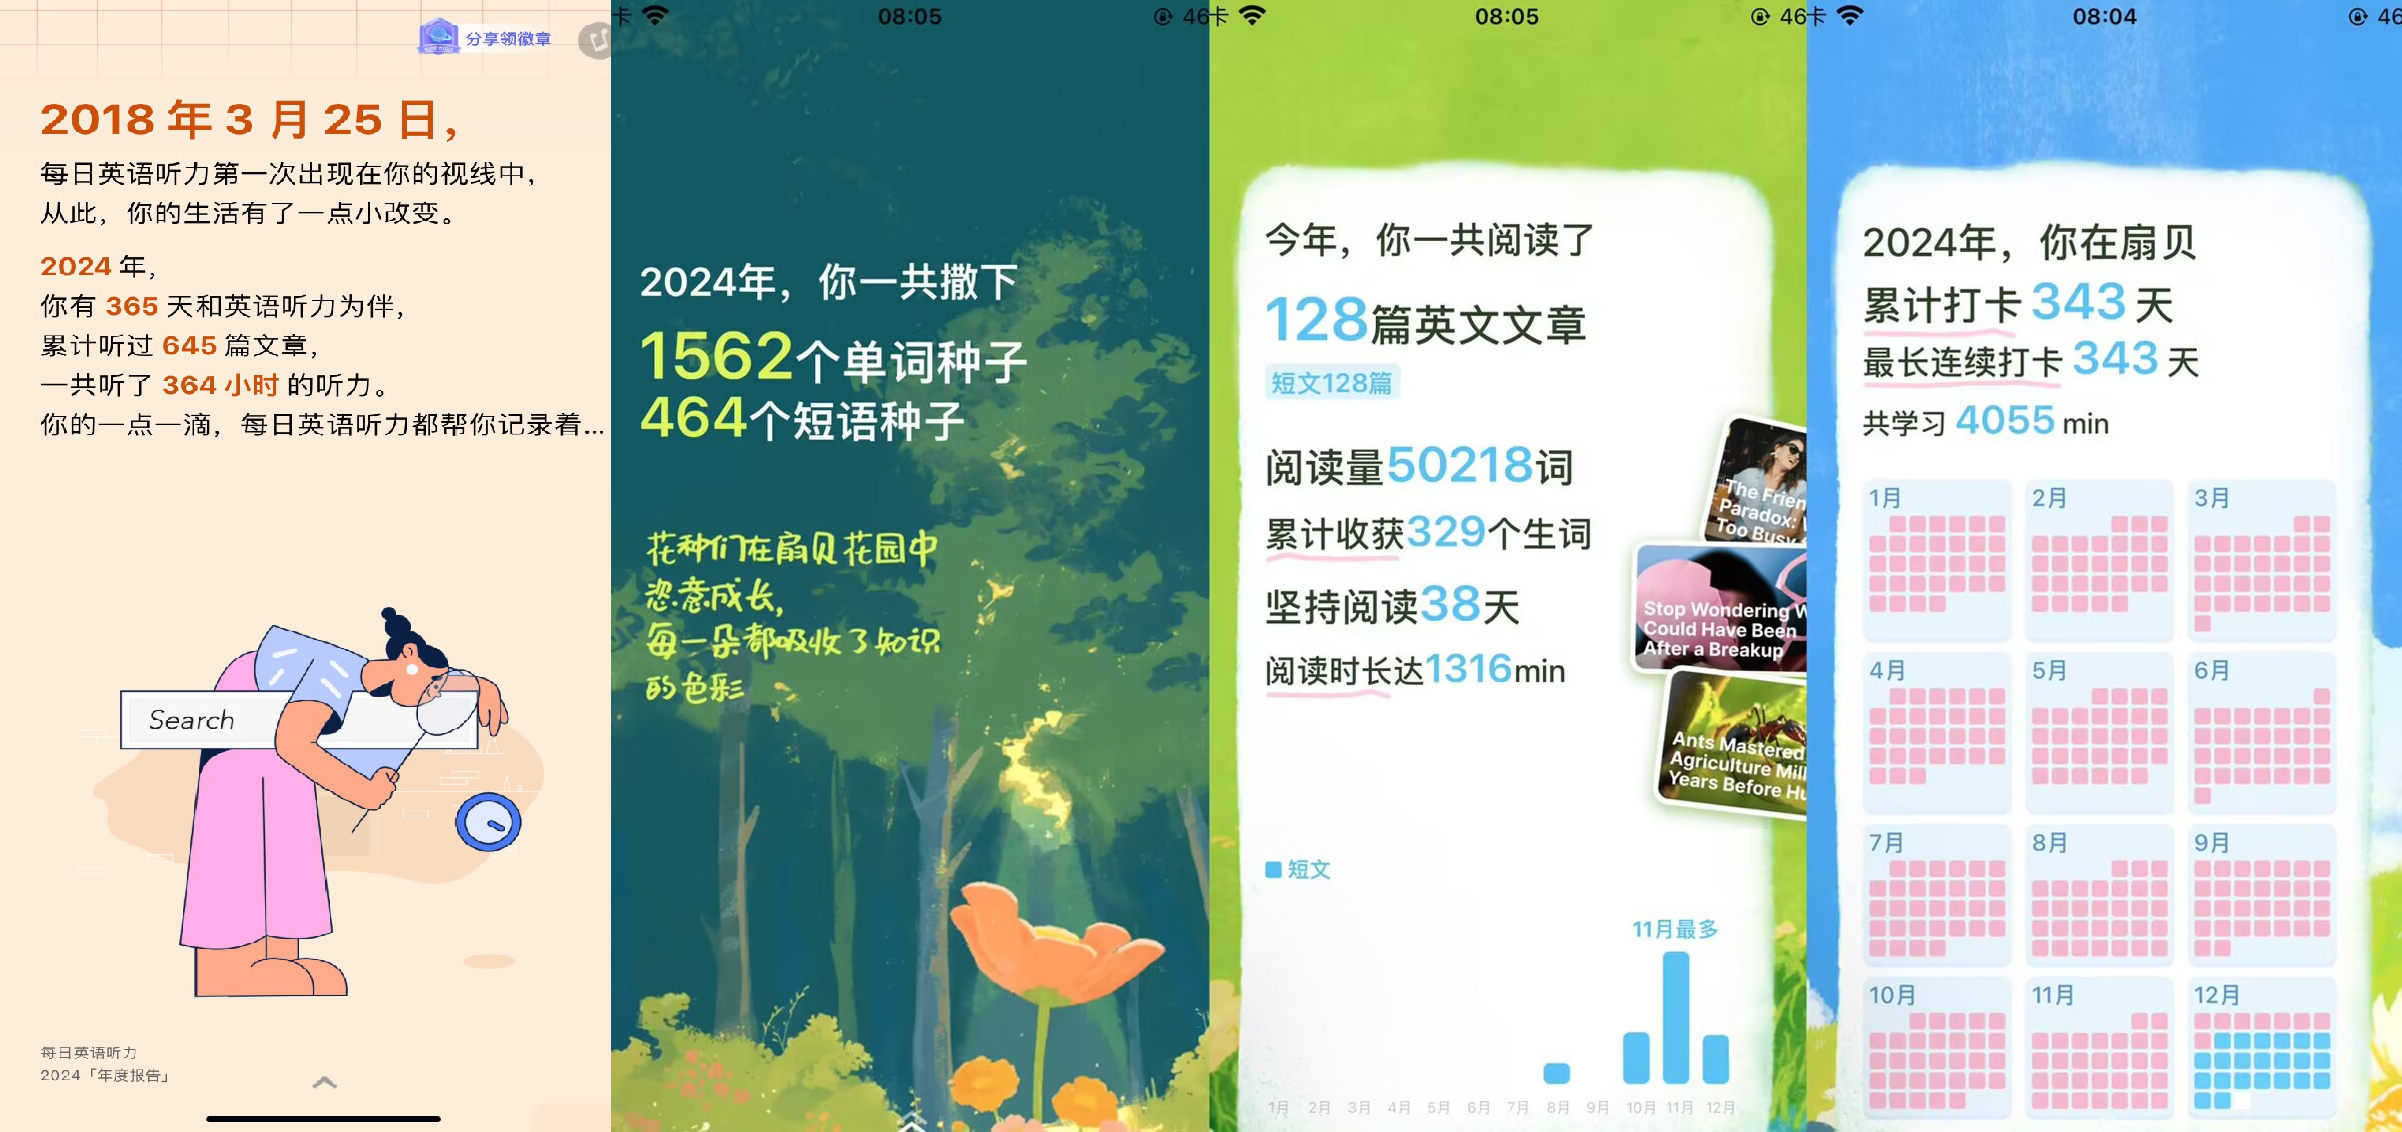 分享领徽章
2018 年 3 月 25 日，
每日英语听力第一次出现在你的视线中，
从此，你的生活有了一点小改变。
2024 年，
你有 365 天和英语听力为伴，
累计听过 645 篇文章，
一共听了 364 小时 的听力。
你的一点一滴，每日英语听力都帮你记录着...
Search
每日英语听力
2024「年度报告」
卡 08:05 46
2024年，你一共撒下
1562个单词种子
464个短语种子
花种们在扇贝花园中
恣意成长，
每一朵都吸收了知识
的色彩
卡 08:05 46
今年，你一共阅读了
128篇英文文章
短文128篇
阅读量50218词
累计收获329个生词
坚持阅读38天
阅读时长达1316min
The Frien
Paradox:
Too Busy
Stop Wondering W
Could Have Been
After a Breakup
Ants Mastered
Agriculture Mill
Years Before Hu
短文
11月最多
1月 2月 3月 4月 5月 6月 7月 8月 9月 10月 11月 12月
卡 08:04 46
2024年，你在扇贝
累计打卡 343 天
最长连续打卡 343 天
共学习 4055 min
1月 2月 3月
4月 5月 6月
7月 8月 9月
10月 11月 12月